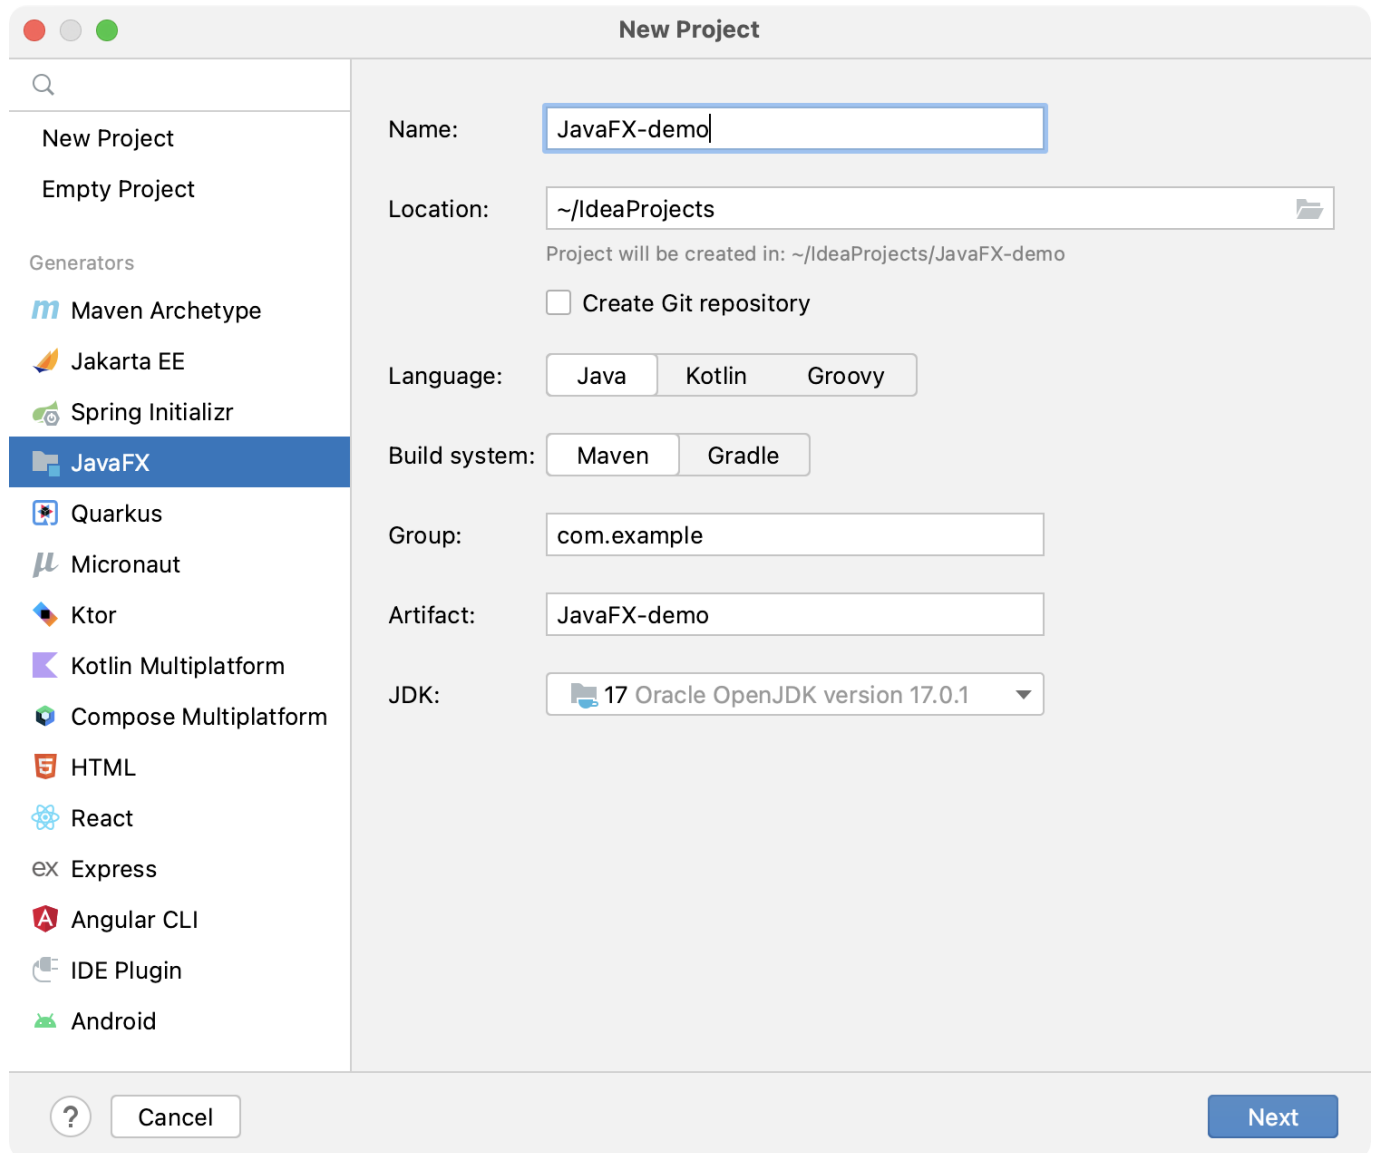 New Project
New Project
Empty Project
Generators
m Maven Archetype
Jakarta EE
Spring Initializr
JavaFX
Quarkus
μ Micronaut
Ktor
Kotlin Multiplatform
Compose Multiplatform
5 HTML
React
ex Express
A Angular CLI
IDE Plugin
Android
Name: JavaFX-demo
Location: ~/IdeaProjects
Project will be created in: ~/IdeaProjects/JavaFX-demo
Create Git repository
Language: Java Kotlin Groovy
Build system: Maven Gradle
Group: com.example
Artifact: JavaFX-demo
JDK: 17 Oracle OpenJDK version 17.0.1
? Cancel Next